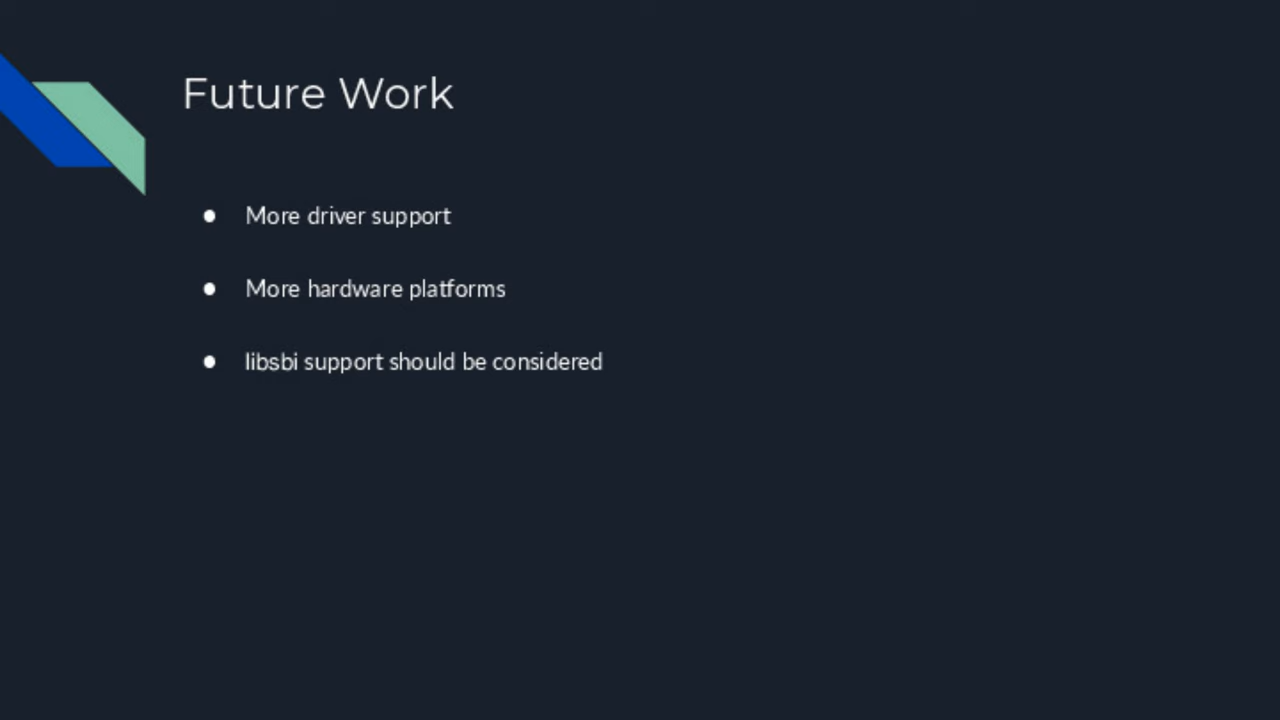 Future Work
● More driver support
● More hardware platforms
● libsbi support should be considered